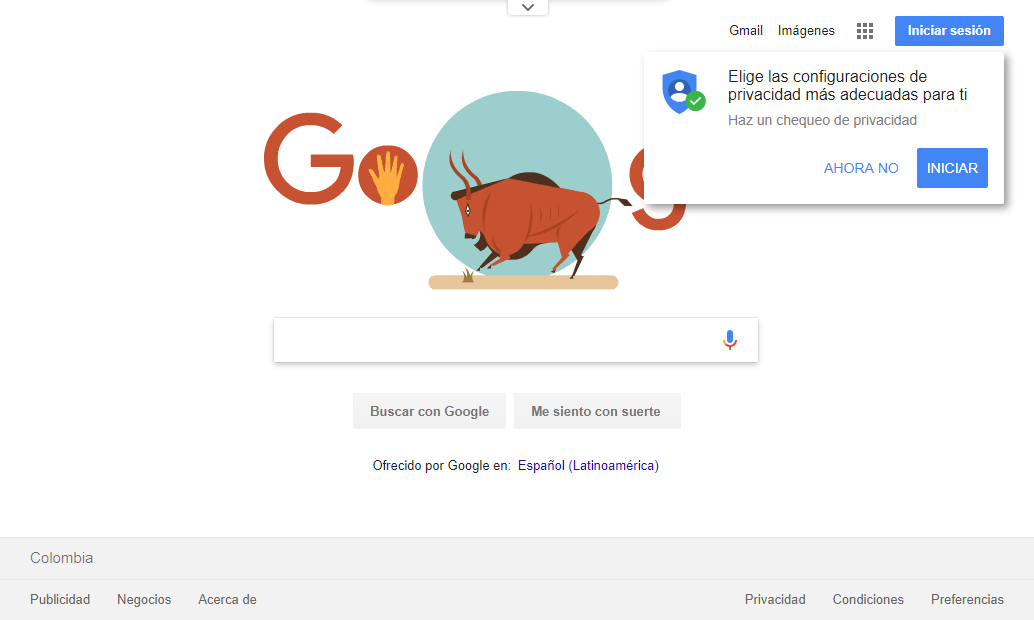 Gmail Imágenes Iniciar sesión
Elige las configuraciones de
privacidad más adecuadas para ti
Haz un chequeo de privacidad
AHORA NO INICIAR
Go g
Buscar con Google Me siento con suerte
Ofrecido por Google en: Español (Latinoamérica)
Colombia
Publicidad Negocios Acerca de Privacidad Condiciones Preferencias